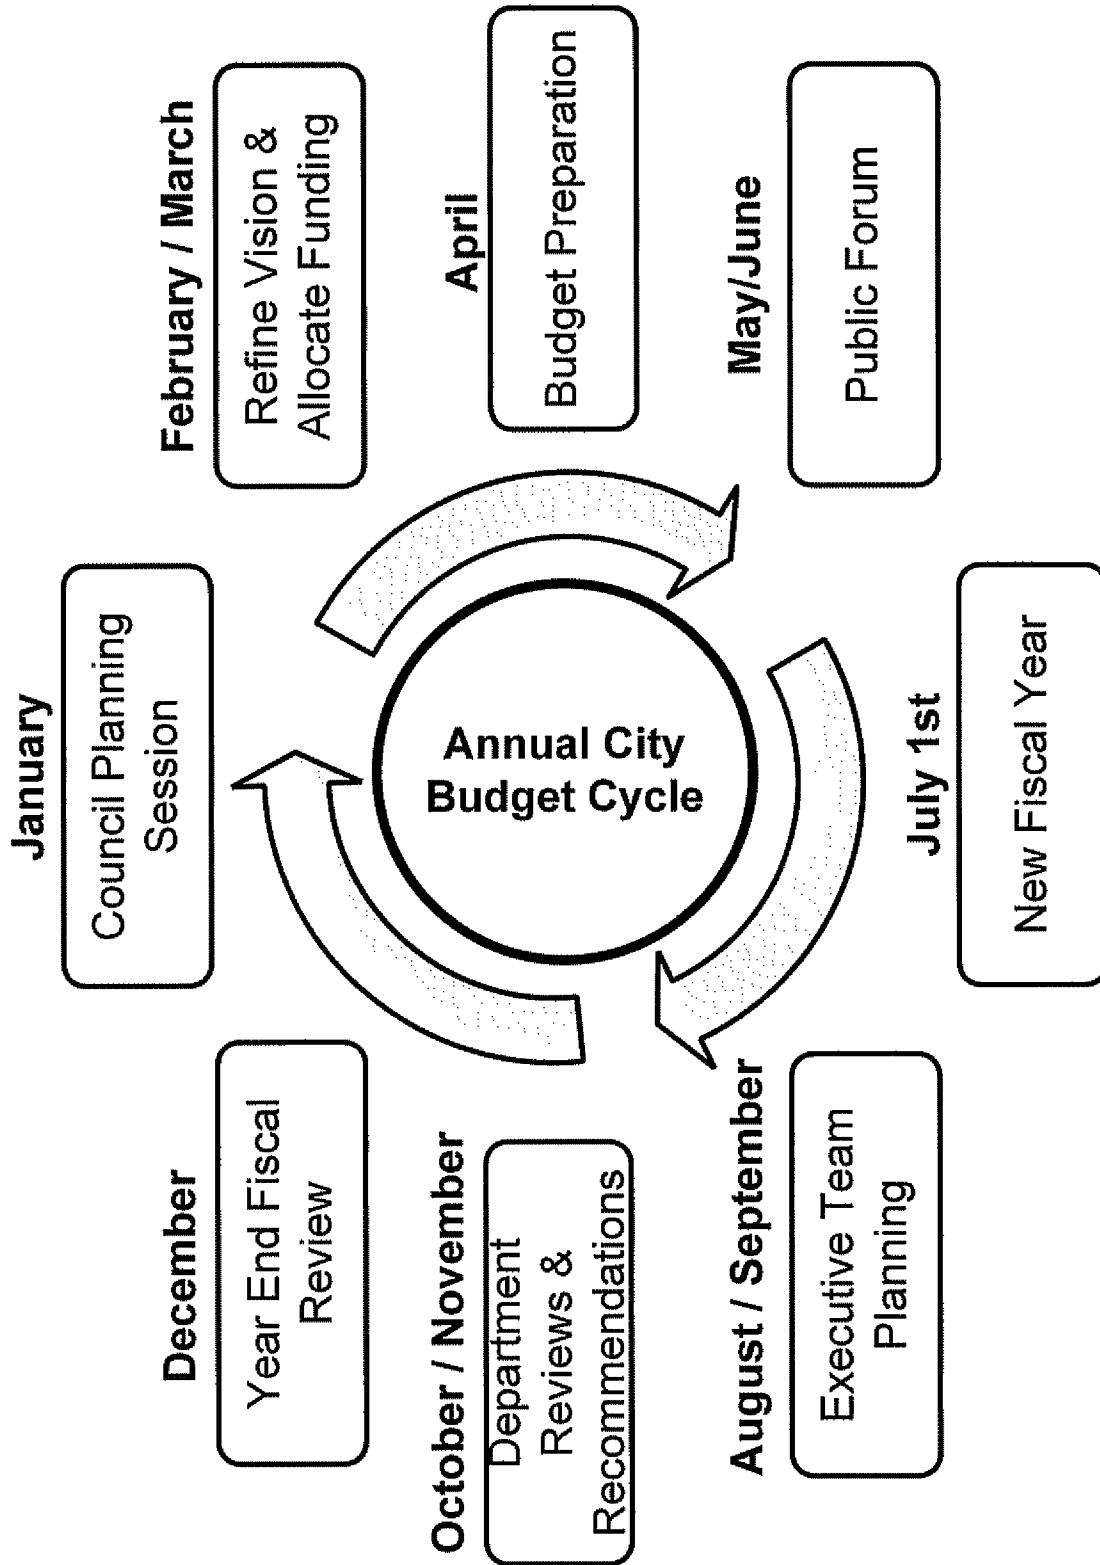 January
Council Planning
Session
February / March
Refine Vision &
Allocate Funding
April
Budget Preparation
May/June
Public Forum
July 1st
New Fiscal Year
August / September
Executive Team
Planning
October / November
Department
Reviews &
Recommendations
December
Year End Fiscal
Review
Annual City
Budget Cycle